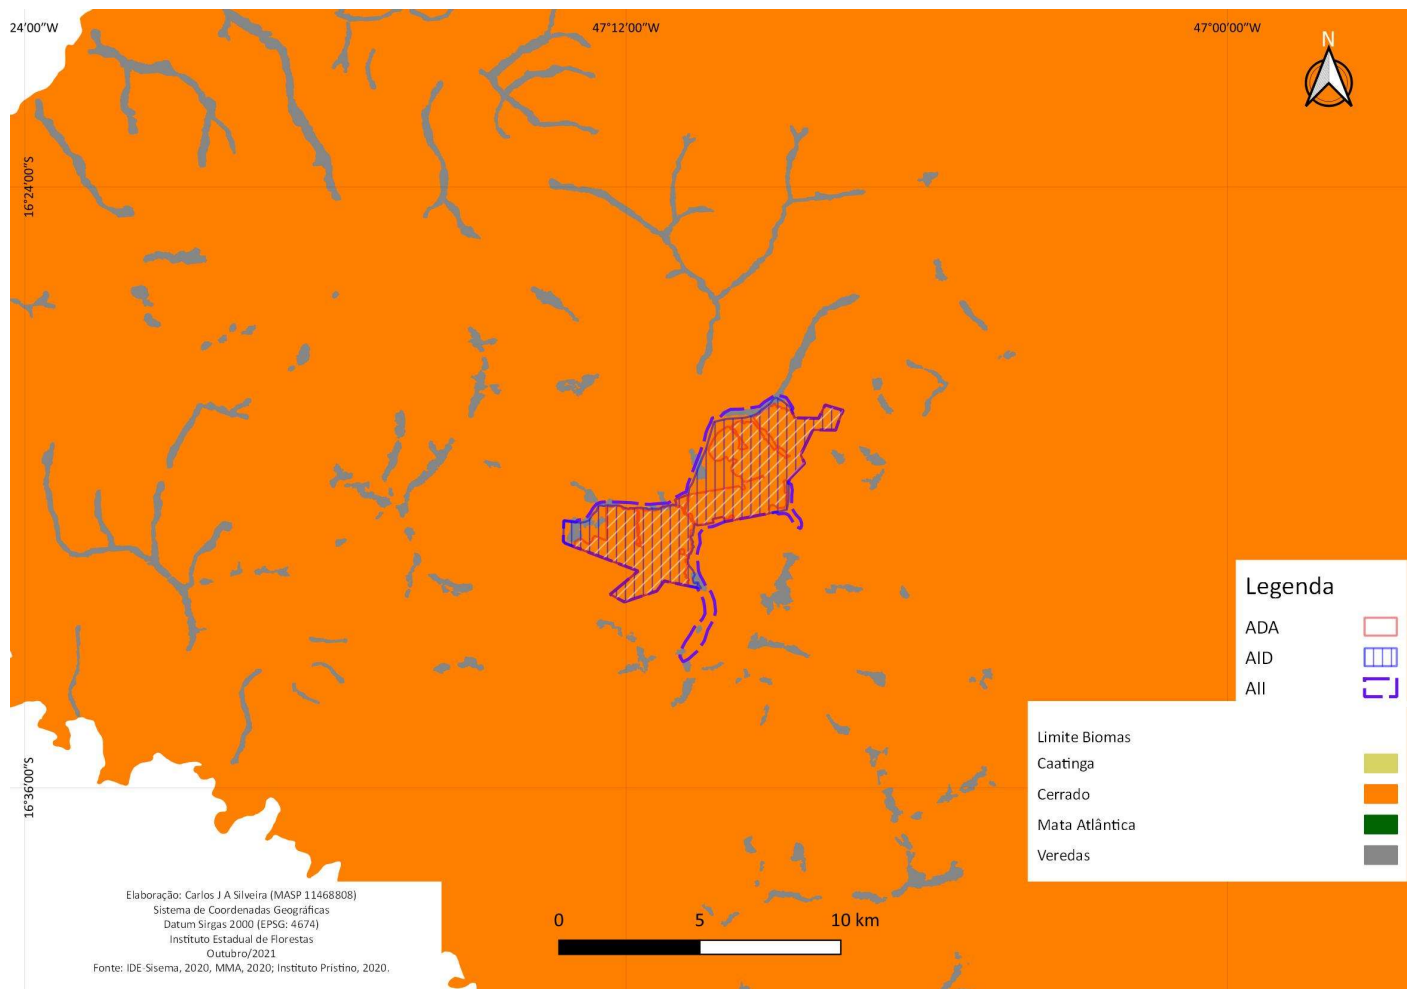 24'00"W
47°12'00"W
47°00'00"W
N
16°24'00"S
16°36'00"S
Legenda
ADA
AID
AII
Limite Biomas
Caatinga
Cerrado
Mata Atlântica
Veredas
Elaboração: Carlos J A Silveira (MASP 11468808)
Sistema de Coordenadas Geográficas
Datum Sirgas 2000 (EPSG: 4674)
Instituto Estadual de Florestas
Outubro/2021
Fonte: IDE-Sisema, 2020, MMA, 2020; Instituto Pristino, 2020.
0 5 10 km